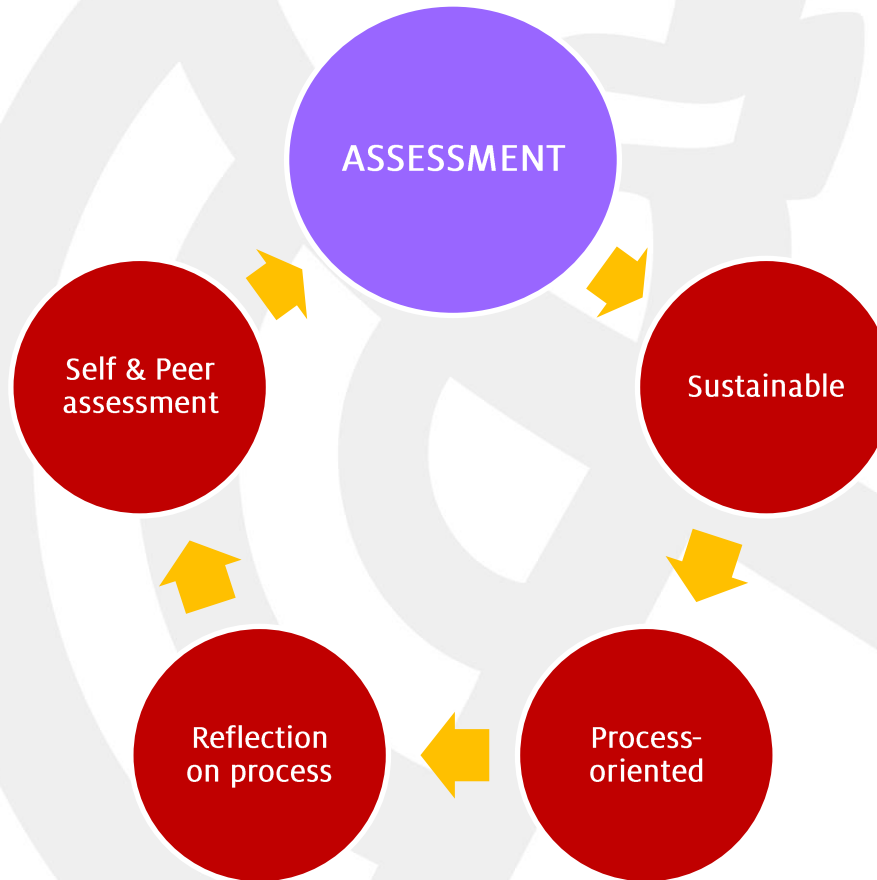 ASSESSMENT
Sustainable
Process-
oriented
Reflection
on process
Self & Peer
assessment